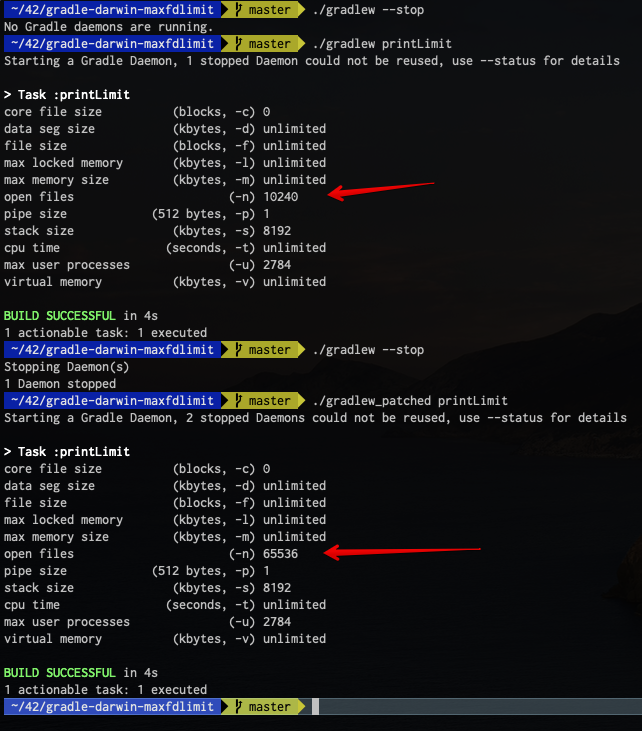 ~/42/gradle-darwin-maxfdlimit master ./gradlew --stop
No Gradle daemons are running.
~/42/gradle-darwin-maxfdlimit master ./gradlew printLimit
Starting a Gradle Daemon, 1 stopped Daemon could not be reused, use --status for details
> Task :printLimit
core file size (blocks, -c) 0
data seg size (kbytes, -d) unlimited
file size (blocks, -f) unlimited
max locked memory (kbytes, -l) unlimited
max memory size (kbytes, -m) unlimited
open files (-n) 10240
pipe size (512 bytes, -p) 1
stack size (kbytes, -s) 8192
cpu time (seconds, -t) unlimited
max user processes (-u) 2784
virtual memory (kbytes, -v) unlimited
BUILD SUCCESSFUL in 4s
1 actionable task: 1 executed
~/42/gradle-darwin-maxfdlimit master ./gradlew --stop
Stopping Daemon(s)
1 Daemon stopped
~/42/gradle-darwin-maxfdlimit master ./gradlew_patched printLimit
Starting a Gradle Daemon, 2 stopped Daemons could not be reused, use --status for details
> Task :printLimit
core file size (blocks, -c) 0
data seg size (kbytes, -d) unlimited
file size (blocks, -f) unlimited
max locked memory (kbytes, -l) unlimited
max memory size (kbytes, -m) unlimited
open files (-n) 65536
pipe size (512 bytes, -p) 1
stack size (kbytes, -s) 8192
cpu time (seconds, -t) unlimited
max user processes (-u) 2784
virtual memory (kbytes, -v) unlimited
BUILD SUCCESSFUL in 4s
1 actionable task: 1 executed
~/42/gradle-darwin-maxfdlimit master